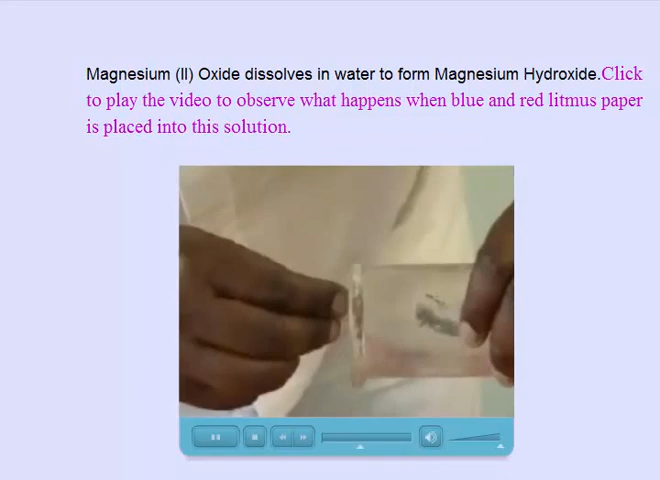 Magnesium (II) Oxide dissolves in water to form Magnesium Hydroxide.Click
to play the video to observe what happens when blue and red litmus paper
is placed into this solution.